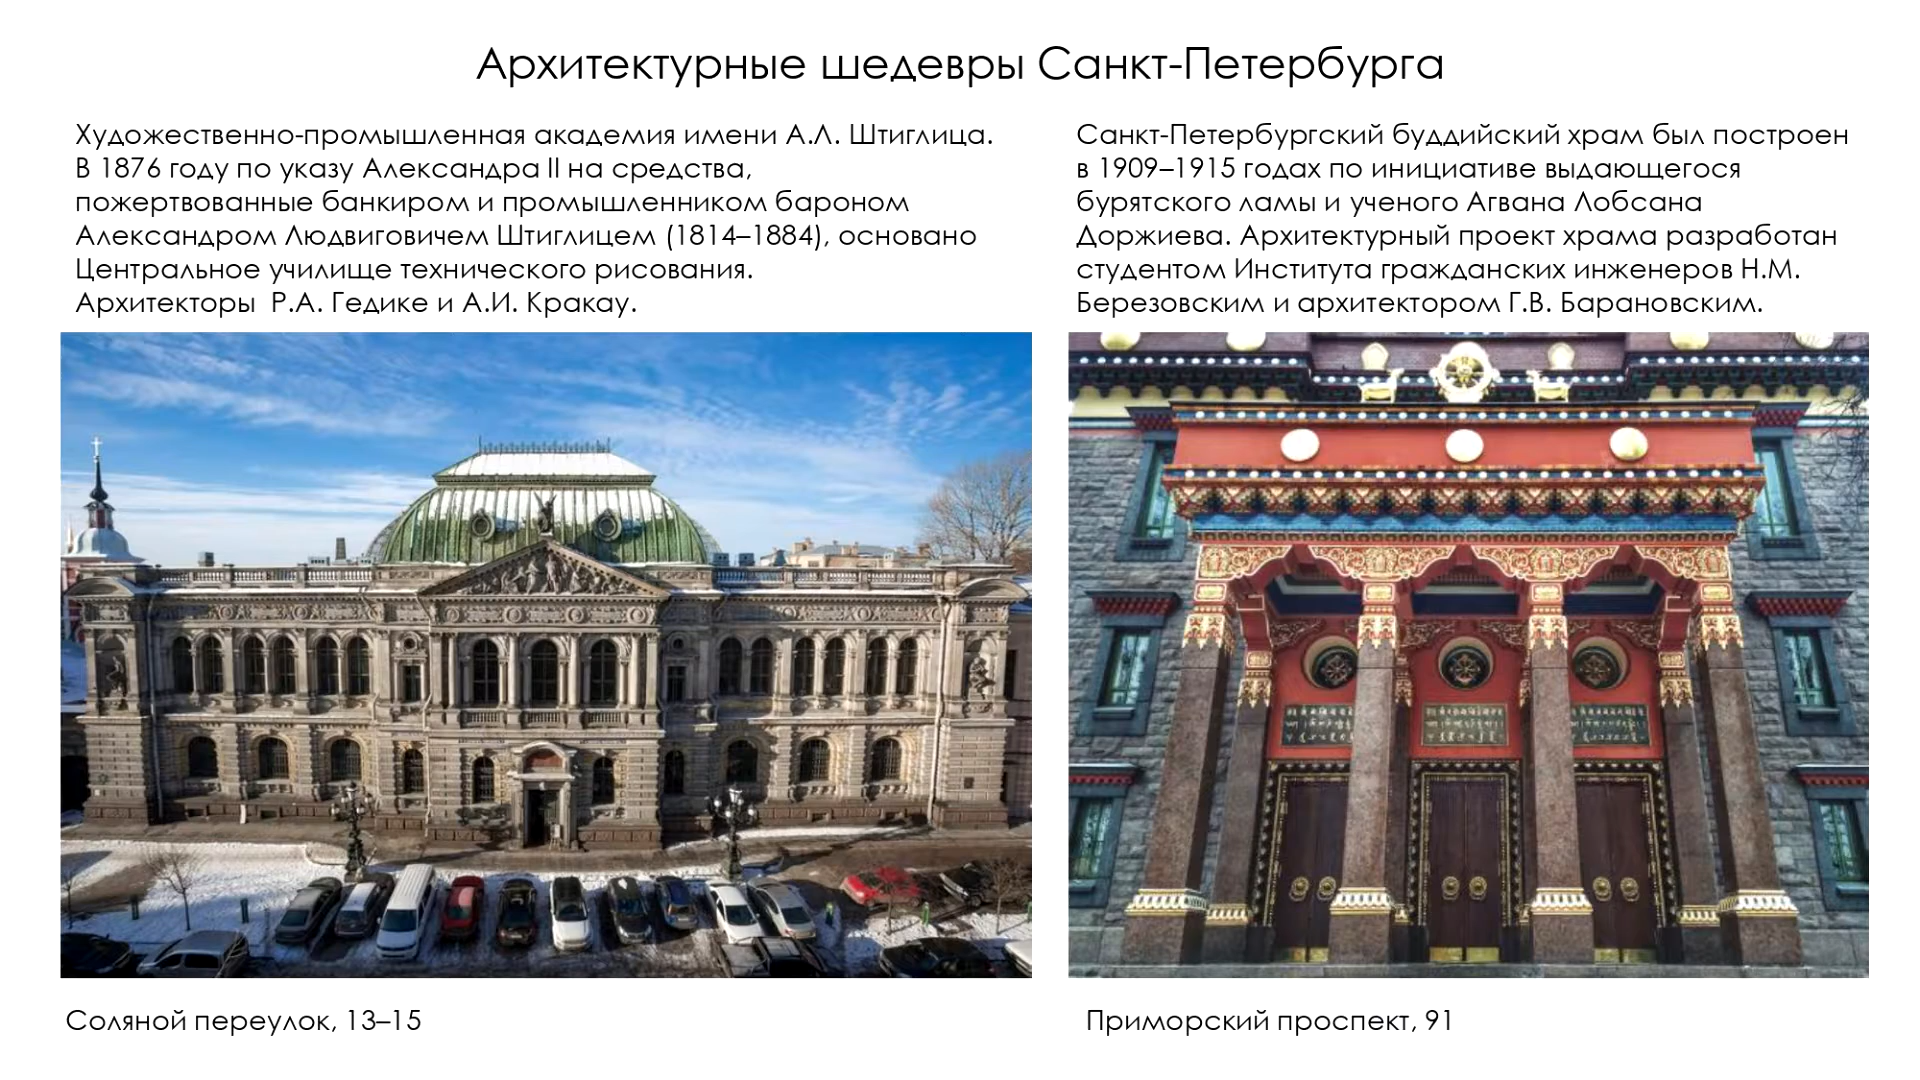 Архитектурные шедевры Санкт-Петербурга
Художественно-промышленная академия имени А.Л. Штиглица.
В 1876 году по указу Александра II на средства,
пожертвованные банкиром и промышленником бароном
Александром Людвиговичем Штиглицем (1814–1884), основано
Центральное училище технического рисования.
Архитекторы  Р.А. Гедике и А.И. Кракау.
Санкт-Петербургский буддийский храм был построен
в 1909–1915 годах по инициативе выдающегося
бурятского ламы и ученого Агвана Лобсана
Доржиева. Архитектурный проект храма разработан
студентом Института гражданских инженеров Н.М.
Березовским и архитектором Г.В. Барановским.
Соляной переулок, 13–15
Приморский проспект, 91